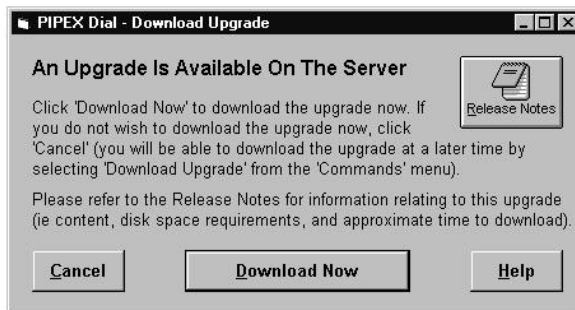 PIPEX Dial - Download Upgrade
An Upgrade Is Available On The Server
Release Notes
Click 'Download Now' to download the upgrade now. If
you do not wish to download the upgrade now, click
'Cancel' (you will be able to download the upgrade at a later time by
selecting 'Download Upgrade' from the 'Commands' menu).
Please refer to the Release Notes for information relating to this upgrade
(ie content, disk space requirements, and approximate time to download).
Cancel
Download Now
Help